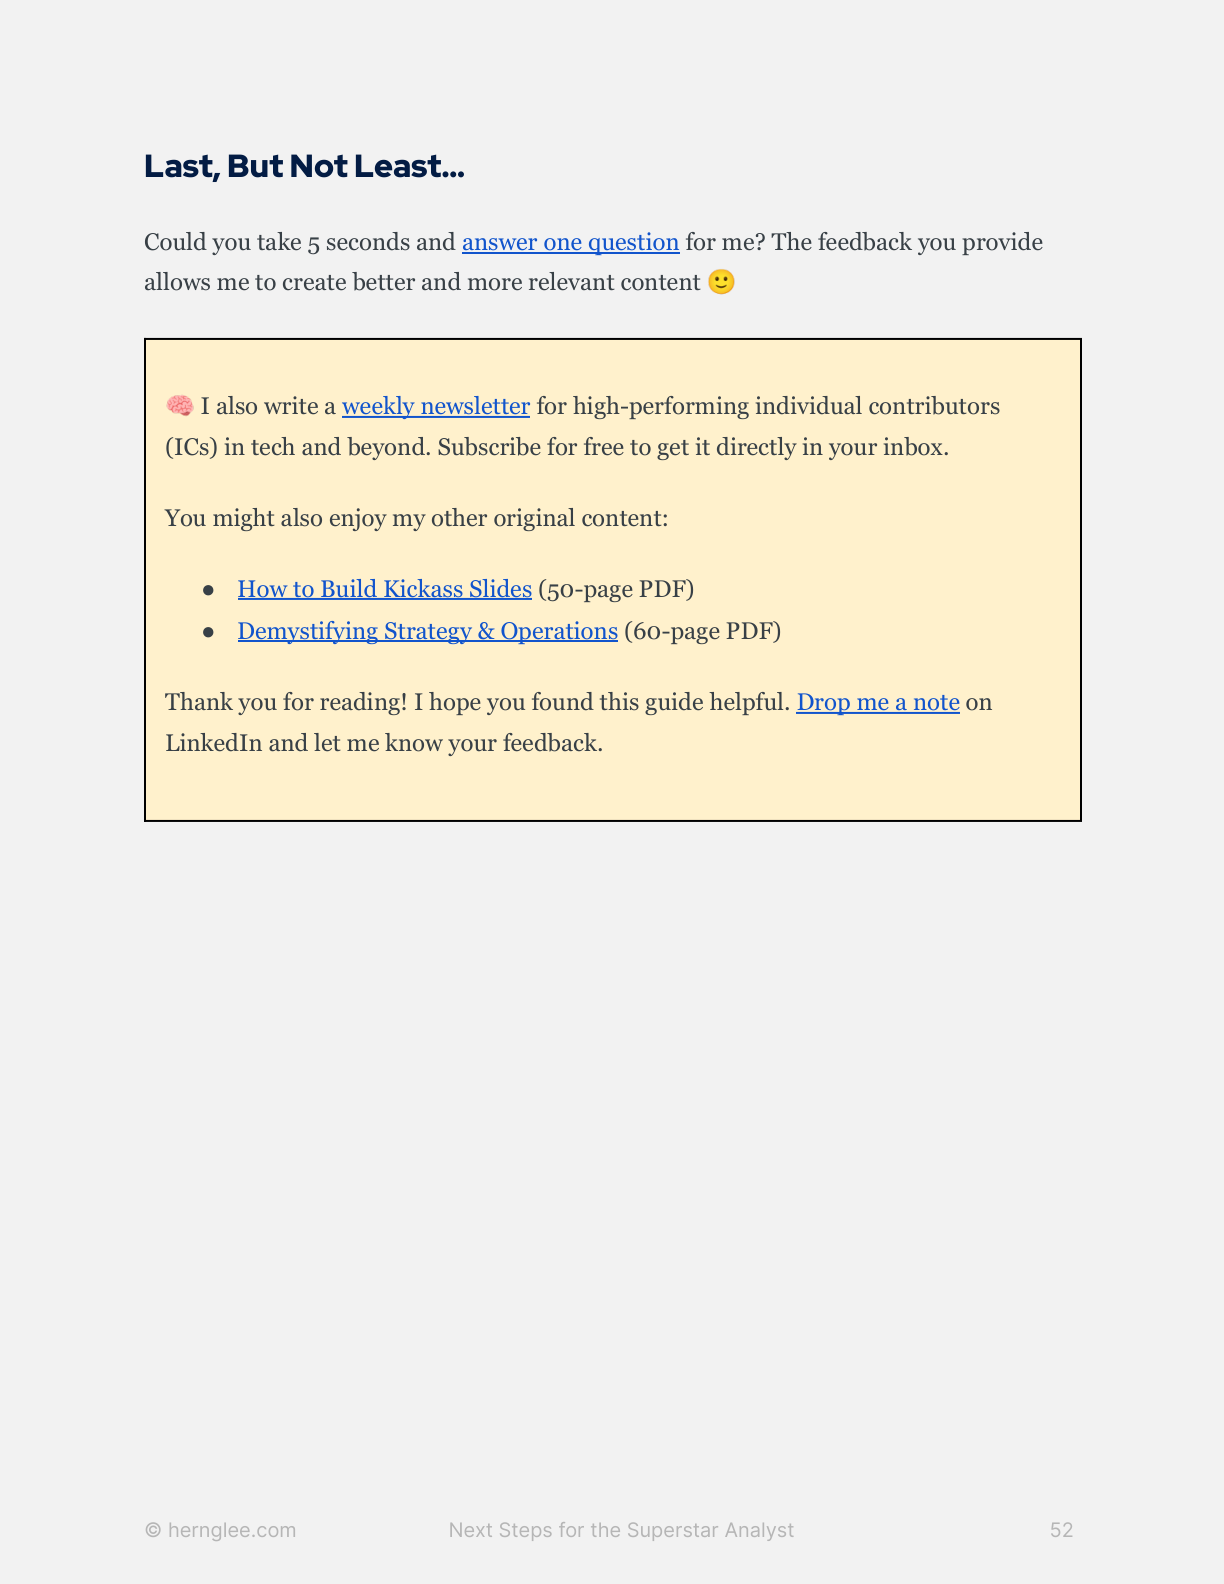 Last, But Not Least...
Could you take 5 seconds and answer one question for me? The feedback you provide
allows me to create better and more relevant content 🙂
🧠 I also write a weekly newsletter for high-performing individual contributors
(ICs) in tech and beyond. Subscribe for free to get it directly in your inbox.
You might also enjoy my other original content:
● How to Build Kickass Slides (50-page PDF)
● Demystifying Strategy & Operations (60-page PDF)
Thank you for reading! I hope you found this guide helpful. Drop me a note on
LinkedIn and let me know your feedback.
© hernglee.com Next Steps for the Superstar Analyst 52